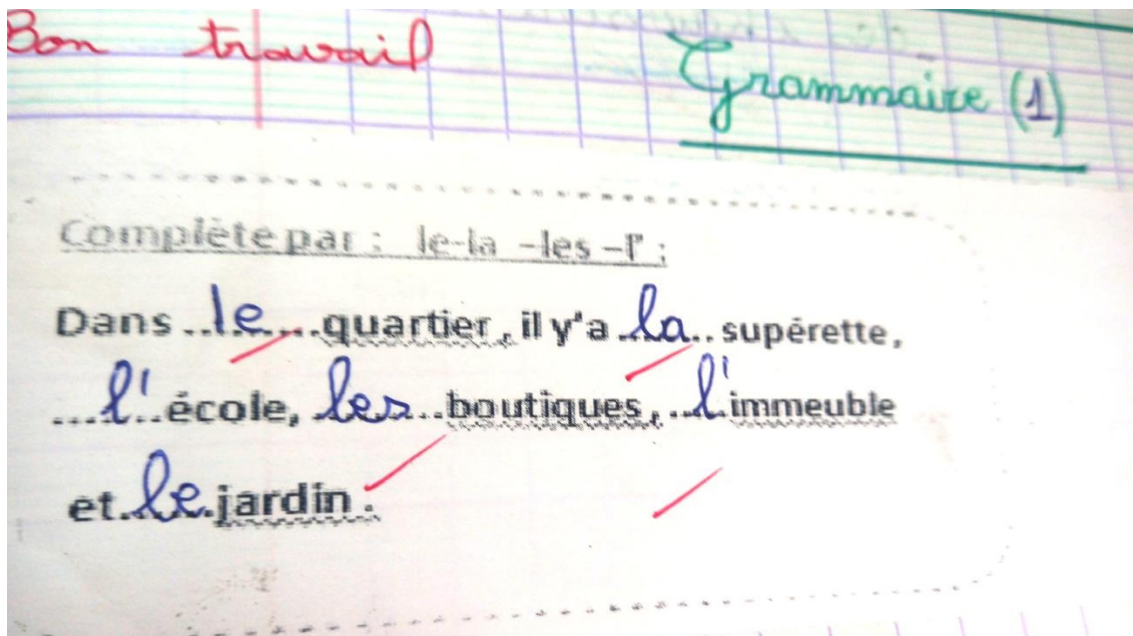 Bon travail
Grammaire (1)
Complète par : le-la -les -l' :
Dans ..le....quartier, il y'a ..la.. supérette,
....l'..école, les...boutiques, ..l'.immeuble
et.le.jardin.